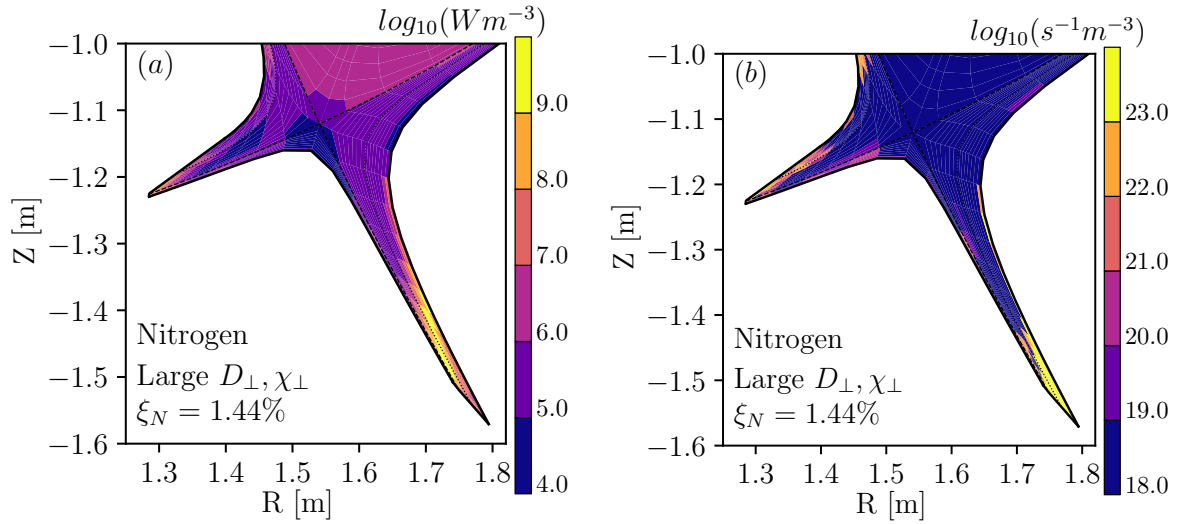 log₁₀(Wm⁻³)
(a)
−1.0
−1.1
−1.2
−1.3
−1.4
−1.5
−1.6
Z [m]
Nitrogen
Large D⊥, χ⊥
ξN = 1.44%
1.3 1.4 1.5 1.6 1.7 1.8
R [m]
9.0
8.0
7.0
6.0
5.0
4.0
log₁₀(s⁻¹m⁻³)
(b)
−1.0
−1.1
−1.2
−1.3
−1.4
−1.5
−1.6
Z [m]
Nitrogen
Large D⊥, χ⊥
ξN = 1.44%
1.3 1.4 1.5 1.6 1.7 1.8
R [m]
23.0
22.0
21.0
20.0
19.0
18.0